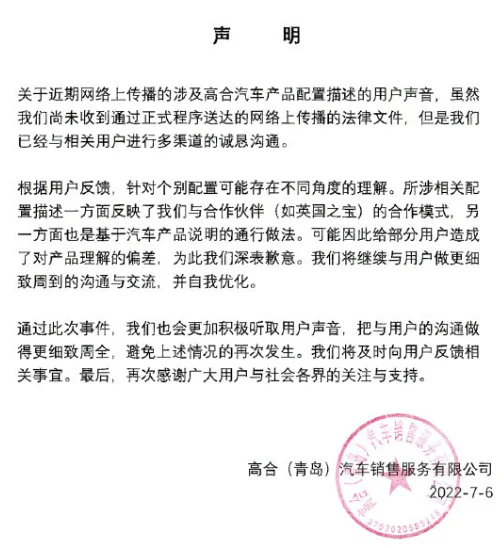 声 明
关于近期网络上传播的涉及高合汽车产品配置描述的用户声音，虽然
我们尚未收到通过正式程序送达的网络上传播的法律文件，但是我们
已经与相关用户进行多渠道的诚恳沟通。
根据用户反馈，针对个别配置可能存在不同角度的理解。所涉相关配
置描述一方面反映了我们与合作伙伴（如英国之宝）的合作模式，另
一方面也是基于汽车产品说明的通行做法。可能因此给部分用户造成
了对产品理解的偏差，为此我们深表歉意。我们将继续与用户做更细
致周到的沟通与交流，并自我优化。
通过此次事件，我们也会更加积极听取用户声音，把与用户的沟通做
得更细致周全，避免上述情况的再次发生。我们将及时向用户反馈相
关事宜。最后，再次感谢广大用户与社会各界的关注与支持。
高合（青岛）汽车销售服务有限公司
2022-7-6